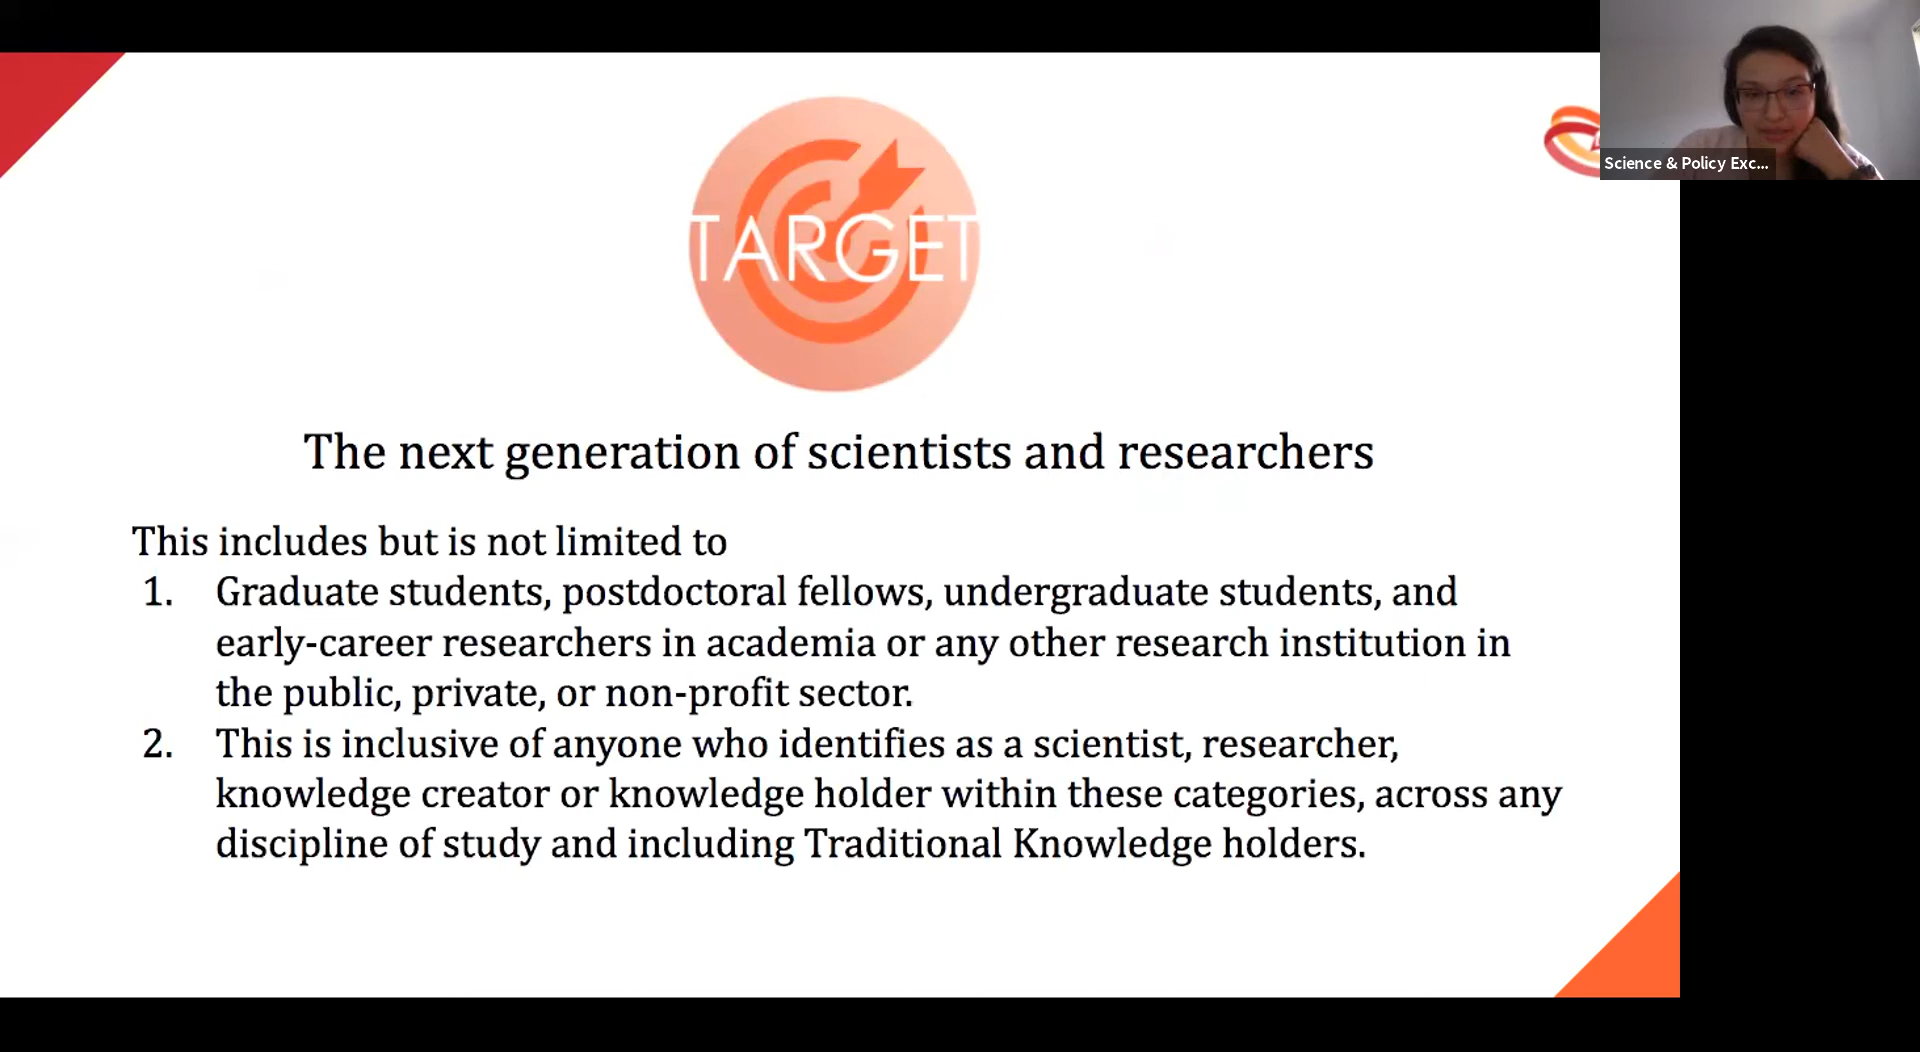 Science & Policy Exc...
TARGET
The next generation of scientists and researchers
This includes but is not limited to
1. Graduate students, postdoctoral fellows, undergraduate students, and
early-career researchers in academia or any other research institution in
the public, private, or non-profit sector.
2. This is inclusive of anyone who identifies as a scientist, researcher,
knowledge creator or knowledge holder within these categories, across any
discipline of study and including Traditional Knowledge holders.